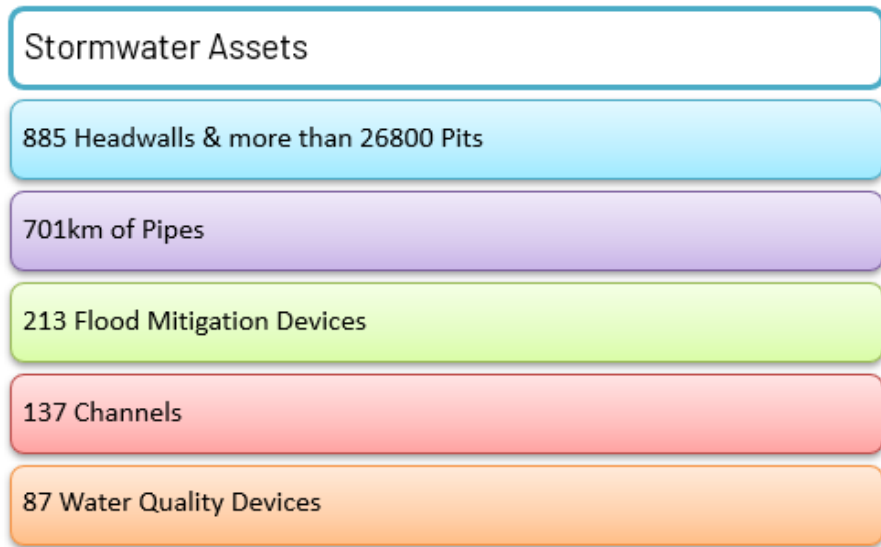 Stormwater Assets
885 Headwalls & more than 26800 Pits
701km of Pipes
213 Flood Mitigation Devices
137 Channels
87 Water Quality Devices